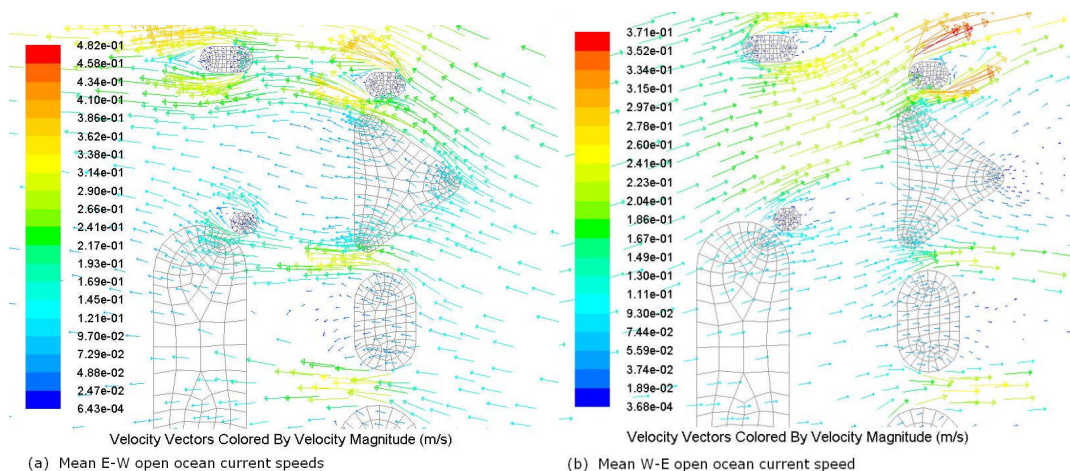 4.82e-01
4.58e-01
4.34e-01
4.10e-01
3.86e-01
3.62e-01
3.38e-01
3.14e-01
2.90e-01
2.66e-01
2.41e-01
2.17e-01
1.93e-01
1.69e-01
1.45e-01
1.21e-01
9.70e-02
7.29e-02
4.88e-02
2.47e-02
6.43e-04
Velocity Vectors Colored By Velocity Magnitude (m/s)
(a) Mean E-W open ocean current speeds
3.71e-01
3.52e-01
3.34e-01
3.15e-01
2.97e-01
2.78e-01
2.60e-01
2.41e-01
2.23e-01
2.04e-01
1.86e-01
1.67e-01
1.49e-01
1.30e-01
1.11e-01
9.30e-02
7.44e-02
5.59e-02
3.74e-02
1.89e-02
3.68e-04
Velocity Vectors Colored By Velocity Magnitude (m/s)
(b) Mean W-E open ocean current speed